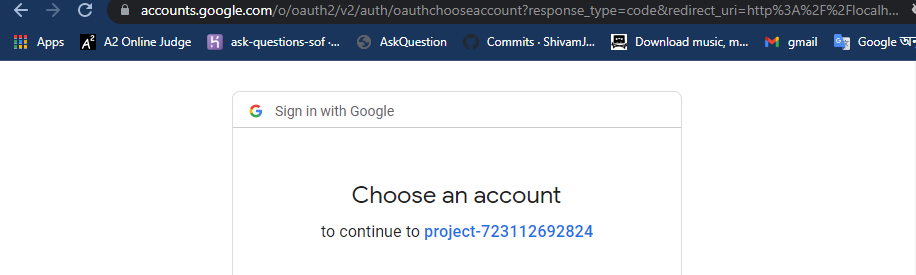 accounts.google.com/o/oauth2/v2/auth/oauthchooseaccount?response_type=code&redirect_uri=http%3A%2F%2Flocalh...
Apps A2 Online Judge ask-questions-sof -... AskQuestion Commits · ShivamJ... Download music, m... gmail Google অনু
Sign in with Google
Choose an account
to continue to project-723112692824